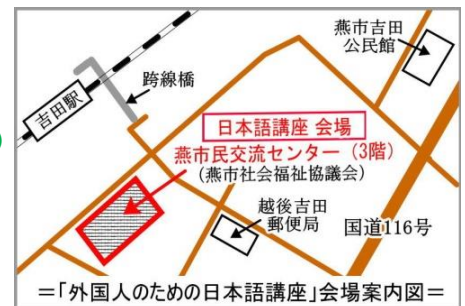 燕市吉田
公民館
跨線橋
吉田駅
日本語講座 会場
燕市民交流センター（3階）
（燕市社会福祉協議会）
越後吉田
郵便局
国道116号
＝「外国人のための日本語講座」会場案内図＝